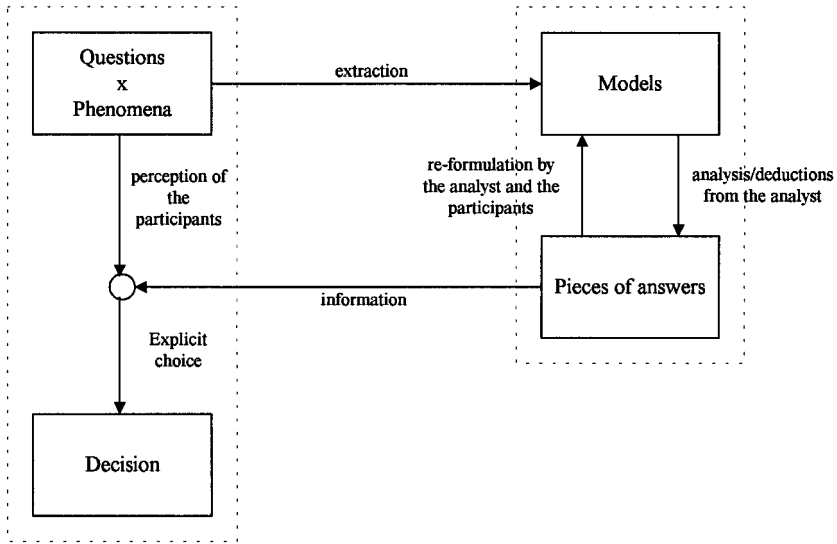 Questions
x
Phenomena
extraction
Models
perception of
the
participants
re-formulation by
the analyst and the
participants
analysis/deductions
from the analyst
information
Pieces of answers
Explicit
choice
Decision